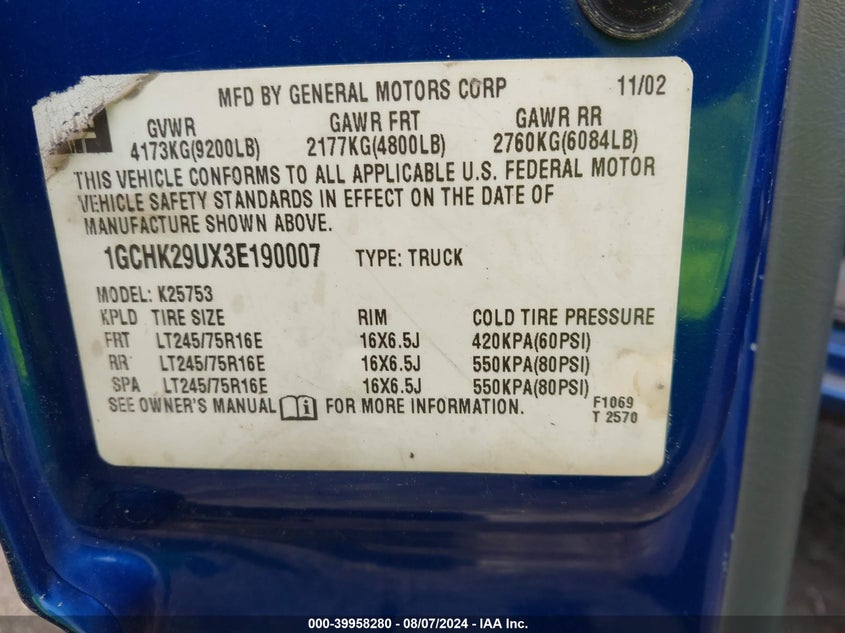 MFD BY GENERAL MOTORS CORP 11/02
GVWR GAWR FRT GAWR RR
4173KG(9200LB) 2177KG(4800LB) 2760KG(6084LB)
THIS VEHICLE CONFORMS TO ALL APPLICABLE U.S. FEDERAL MOTOR
VEHICLE SAFETY STANDARDS IN EFFECT ON THE DATE OF
MANUFACTURE SHOWN ABOVE.
1GCHK29UX3E190007 TYPE: TRUCK
MODEL: K25753
KPLD TIRE SIZE RIM COLD TIRE PRESSURE
FRT LT245/75R16E 16X6.5J 420KPA(60PSI)
RR LT245/75R16E 16X6.5J 550KPA(80PSI)
SPA LT245/75R16E 16X6.5J 550KPA(80PSI)
SEE OWNER'S MANUAL i FOR MORE INFORMATION.
F1069
T 2570
000-39958280 - 08/07/2024 - IAA Inc.